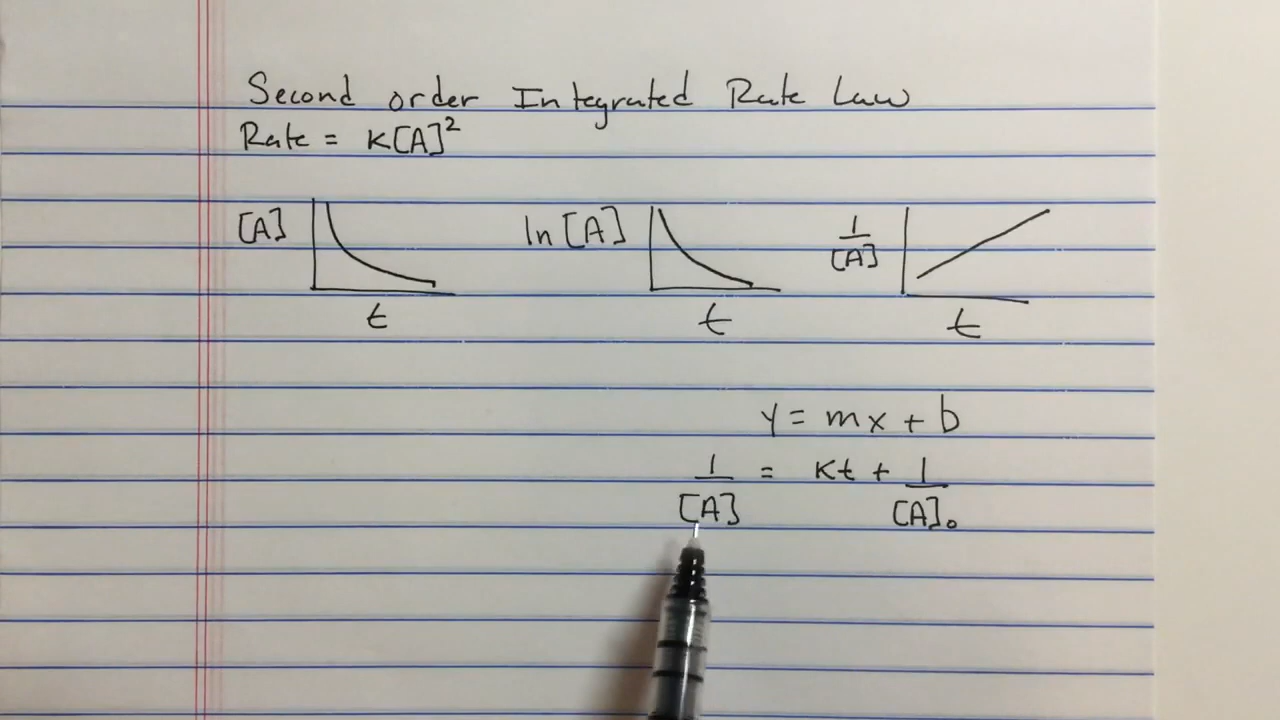 Second order Integrated Rate Law
Rate = K[A]²
[A] ln [A] 1/[A]
t t t
y = mx + b
1/[A] = Kt + 1/[A]₀